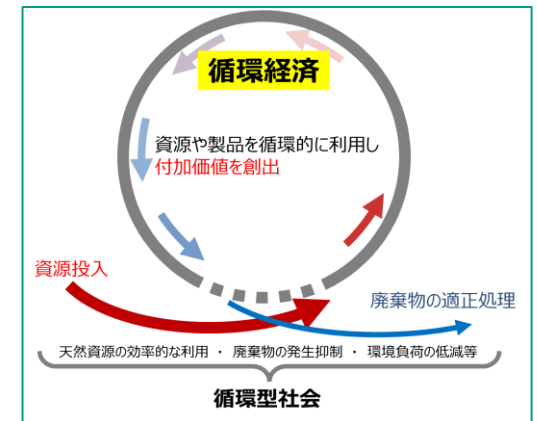 循環経済
資源や製品を循環的に利用し
付加価値を創出
資源投入
廃棄物の適正処理
天然資源の効率的な利用 ・ 廃棄物の発生抑制 ・ 環境負荷の低減等
循環型社会